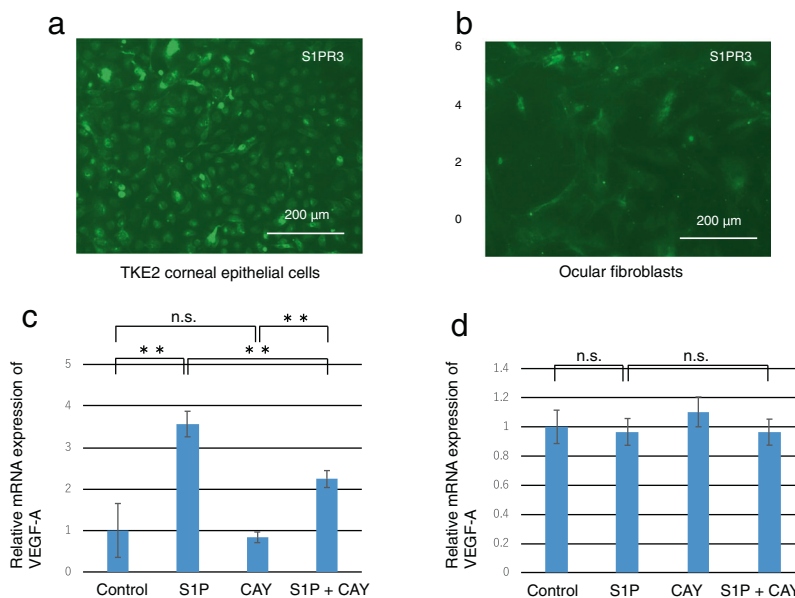 a
S1PR3
200 μm
TKE2 corneal epithelial cells
b
6
4
2
0
S1PR3
200 μm
Ocular fibroblasts
c
n.s.
* *
* *
* *
Relative mRNA expression of
VEGF-A
5
4
3
2
1
0
Control
S1P
CAY
S1P + CAY
d
n.s.
n.s.
Relative mRNA expression of
VEGF-A
1.4
1.2
1
0.8
0.6
0.4
0.2
0
Control
S1P
CAY
S1P + CAY